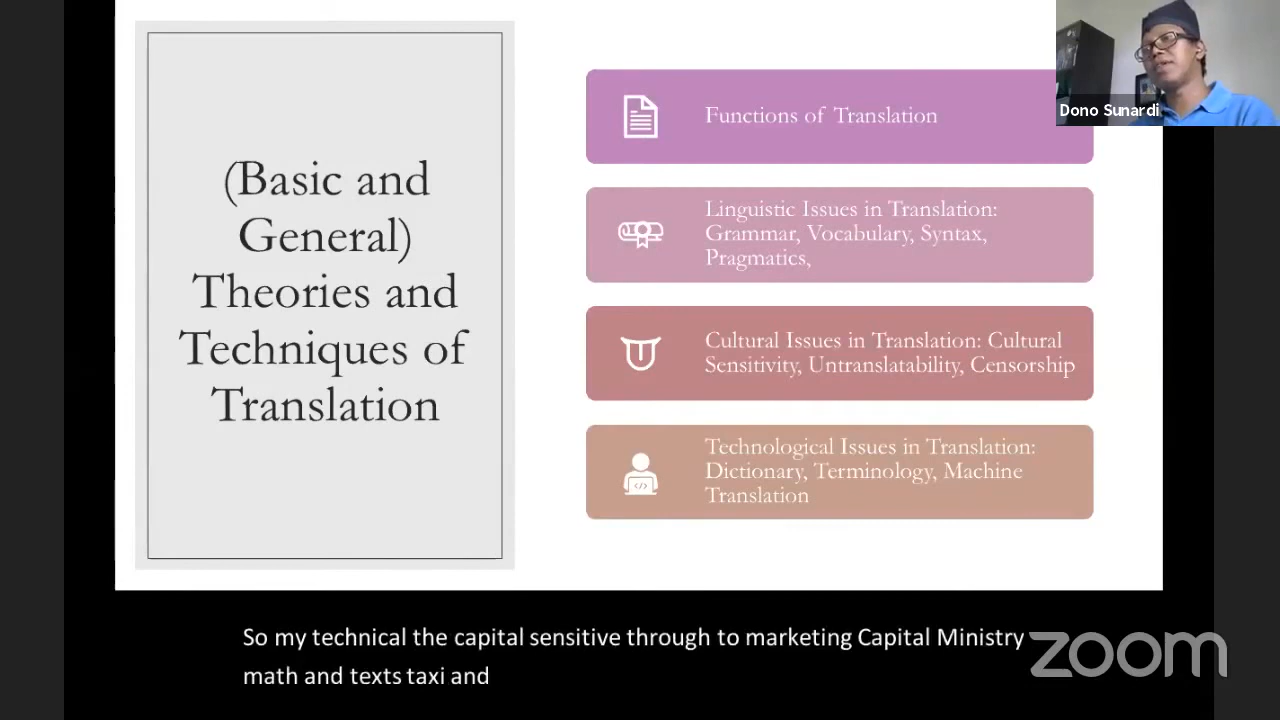 (Basic and
General)
Theories and
Techniques of
Translation
Functions of Translation
Linguistic Issues in Translation:
Grammar, Vocabulary, Syntax,
Pragmatics,
Cultural Issues in Translation: Cultural
Sensitivity, Untranslatability, Censorship
Technological Issues in Translation:
Dictionary, Terminology, Machine
Translation
Dono Sunardi
So my technical the capital sensitive through to marketing Capital Ministry
math and texts taxi and
zoom